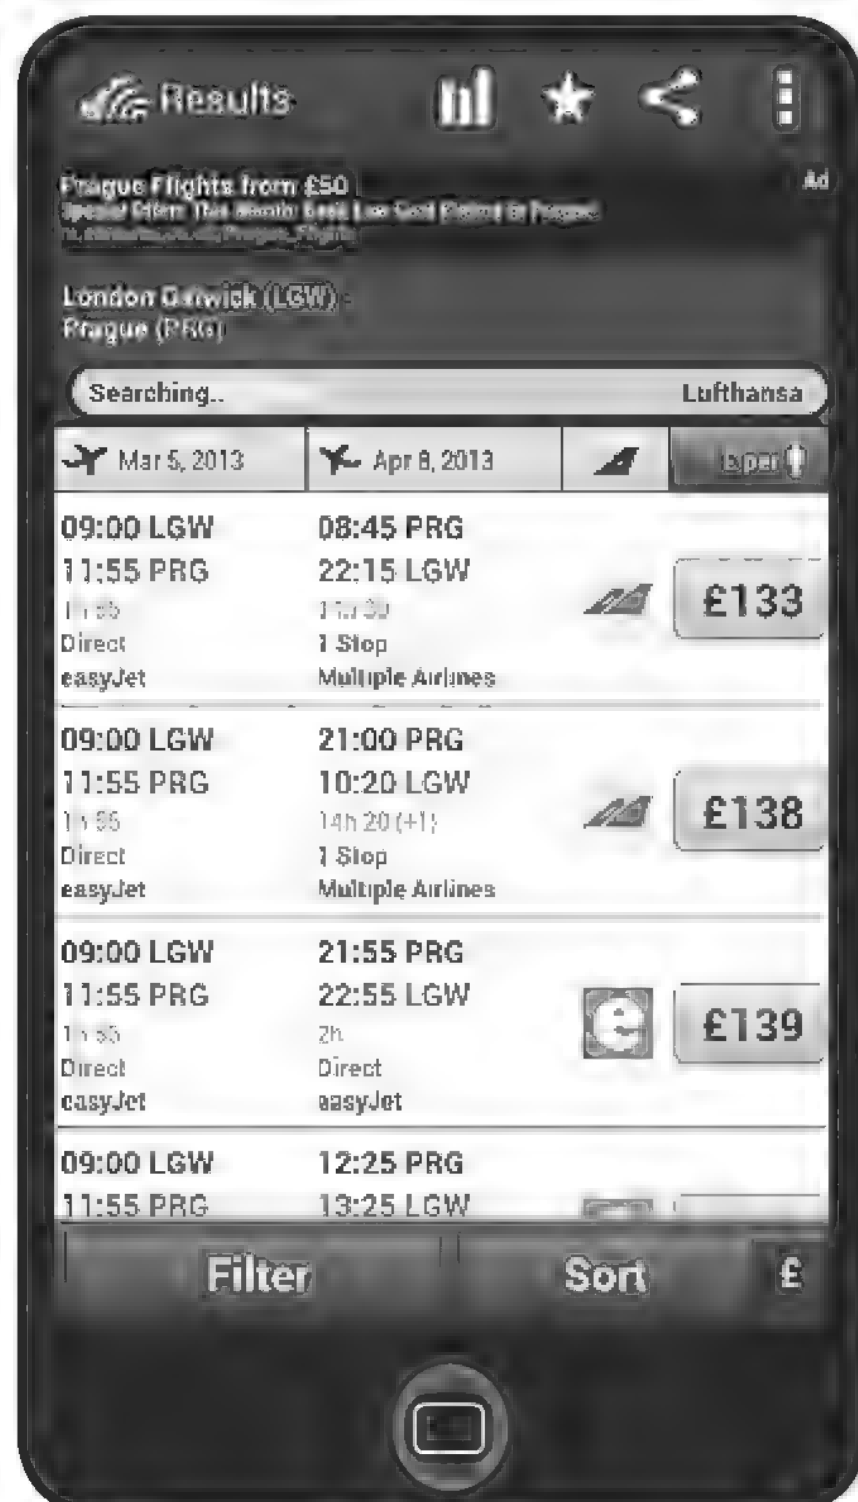 Results
Prague Flights from £50
Ad
London Gatwick (LGW)
Prague (PRG)
Searching.. Lufthansa
Mar 5, 2013 Apr 8, 2013
09:00 LGW 08:45 PRG
11:55 PRG 22:15 LGW
£133
Direct 1 Stop
easyJet Multiple Airlines
09:00 LGW 21:00 PRG
11:55 PRG 10:20 LGW
1h 55 14h 20 (+1)
£138
Direct 1 Stop
easyJet Multiple Airlines
09:00 LGW 21:55 PRG
11:55 PRG 22:55 LGW
1h 55 2h
£139
Direct Direct
easyJet easyJet
09:00 LGW 12:25 PRG
11:55 PRG 13:25 LGW
Filter Sort £